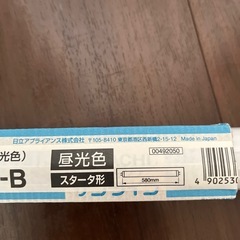 日立アプライアンス株式会社
〒105-8410 東京都港区西新橋2-15-12
Made in Japan
00492050
光色)
昼光色
-B
スタータ形
580mm
4 902530